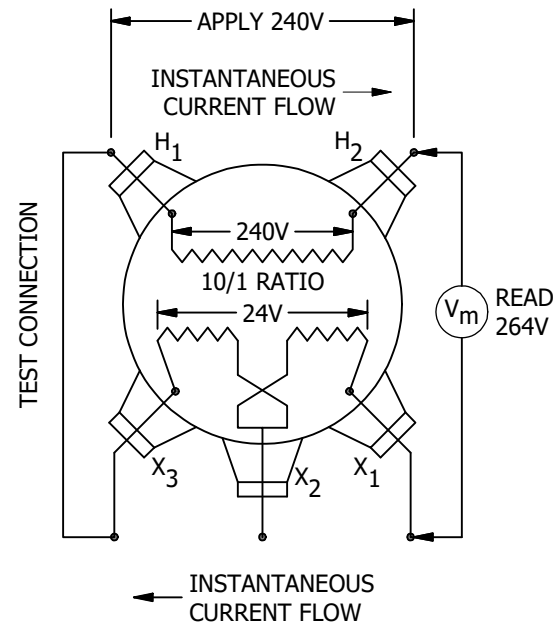 APPLY 240V
INSTANTANEOUS
CURRENT FLOW
H1
H2
240V
10/1 RATIO
24V
TEST CONNECTION
Vm
READ
264V
X3
X2
X1
INSTANTANEOUS
CURRENT FLOW